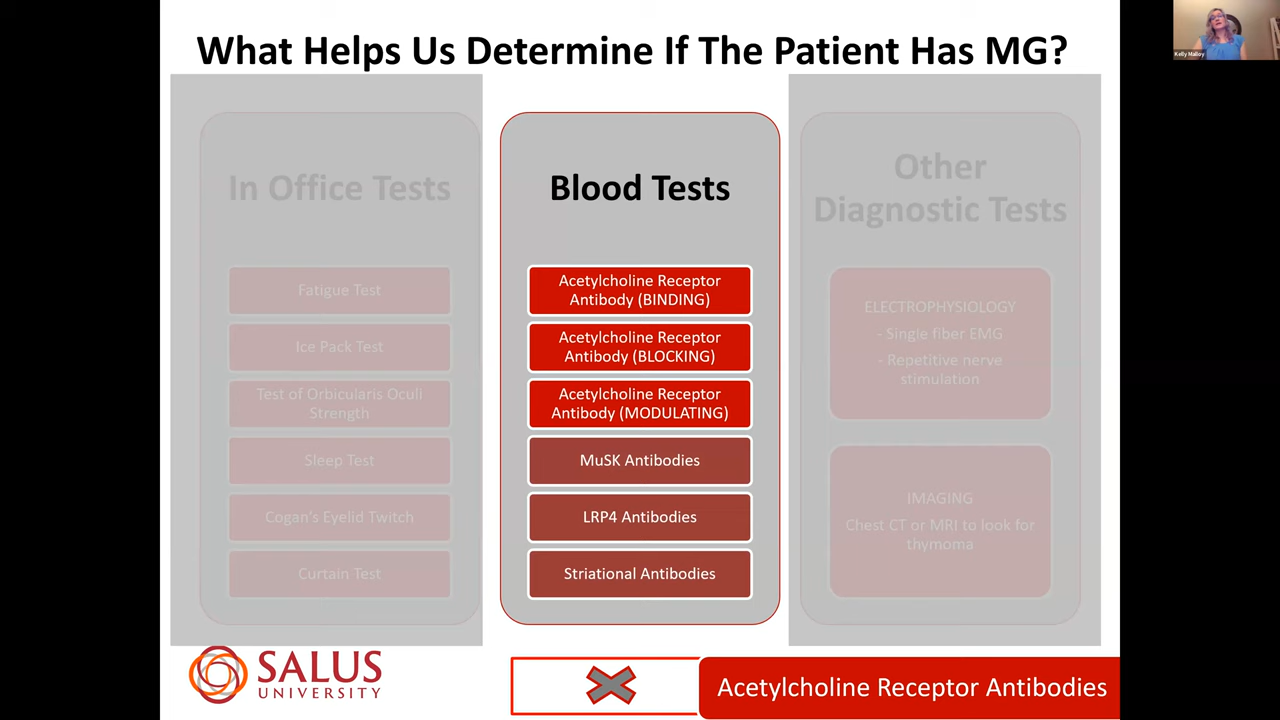 What Helps Us Determine If The Patient Has MG?
Kelly Malloy
In Office Tests
Fatigue Test
Ice Pack Test
Test of Orbicularis Oculi
Strength
Sleep Test
Cogan's Eyelid Twitch
Curtain Test
Blood Tests
Acetylcholine Receptor
Antibody (BINDING)
Acetylcholine Receptor
Antibody (BLOCKING)
Acetylcholine Receptor
Antibody (MODULATING)
MuSK Antibodies
LRP4 Antibodies
Striational Antibodies
Other
Diagnostic Tests
ELECTROPHYSIOLOGY
- Single fiber EMG
- Repetitive nerve
stimulation
IMAGING
Chest CT or MRI to look for
thymoma
SALUS
UNIVERSITY
Acetylcholine Receptor Antibodies